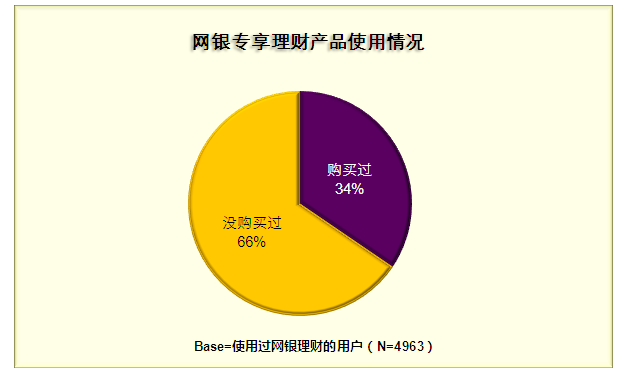 网银专享理财产品使用情况
购买过
34%
没购买过
66%
Base=使用过网银理财的用户（N=4963）